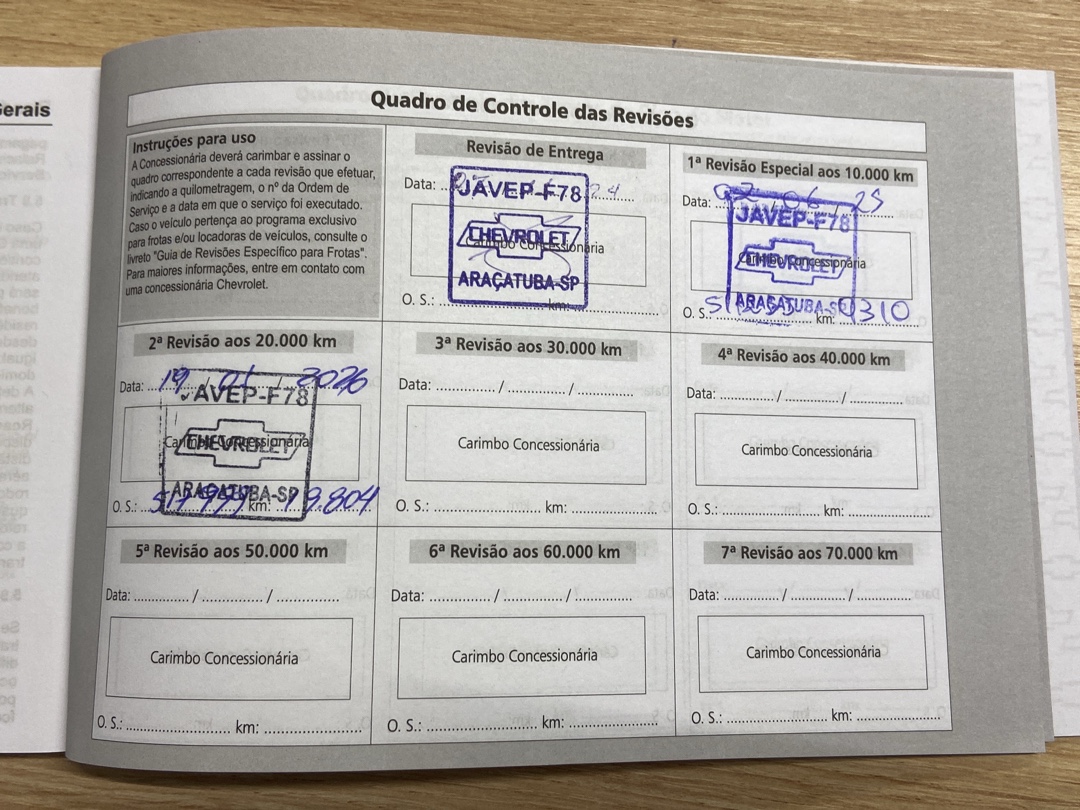 Gerais
Quadro de Controle das Revisões
Instruções para uso
A Concessionária deverá carimbar e assinar o
quadro correspondente a cada revisão que efetuar,
indicando a quilometragem, o nº da Ordem de
Serviço e a data em que o serviço foi executado.
Caso o veículo pertença ao programa exclusivo
para frotas e/ou locadoras de veículos, consulte o
livreto "Guia de Revisões Específico para Frotas".
Para maiores informações, entre em contato com
uma concessionária Chevrolet.
Revisão de Entrega
Data: 24
JAVEP-F78
CHEVROLET
Carimbo Concessionária
ARAÇATUBA-SP
O. S.: km:
1ª Revisão Especial aos 10.000 km
Data: 02 / 06 / 25
JAVEP-F78
CHEVROLET
Carimbo Concessionária
ARAÇATUBA-SP
O. S. km: 9310
2ª Revisão aos 20.000 km
Data: 19 / 01 / 2026
JAVEP-F78
CHEVROLET
Carimbo Concessionária
ARAÇATUBA-SP
O. S.: km: 19.804
3ª Revisão aos 30.000 km
Data: ............... / ............... / ...............
Carimbo Concessionária
O. S.: ........................ km: ........................
4ª Revisão aos 40.000 km
Data: ............... / ............... / ...............
Carimbo Concessionária
O. S.: ........................ km: ........................
5ª Revisão aos 50.000 km
Data: ............... / ............... / ...............
Carimbo Concessionária
O. S.: ........................ km: ........................
6ª Revisão aos 60.000 km
Data: ............... / ............... / ...............
Carimbo Concessionária
O. S.: ........................ km: ........................
7ª Revisão aos 70.000 km
Data: ............... / ............... / ...............
Carimbo Concessionária
O. S.: ........................ km: ........................